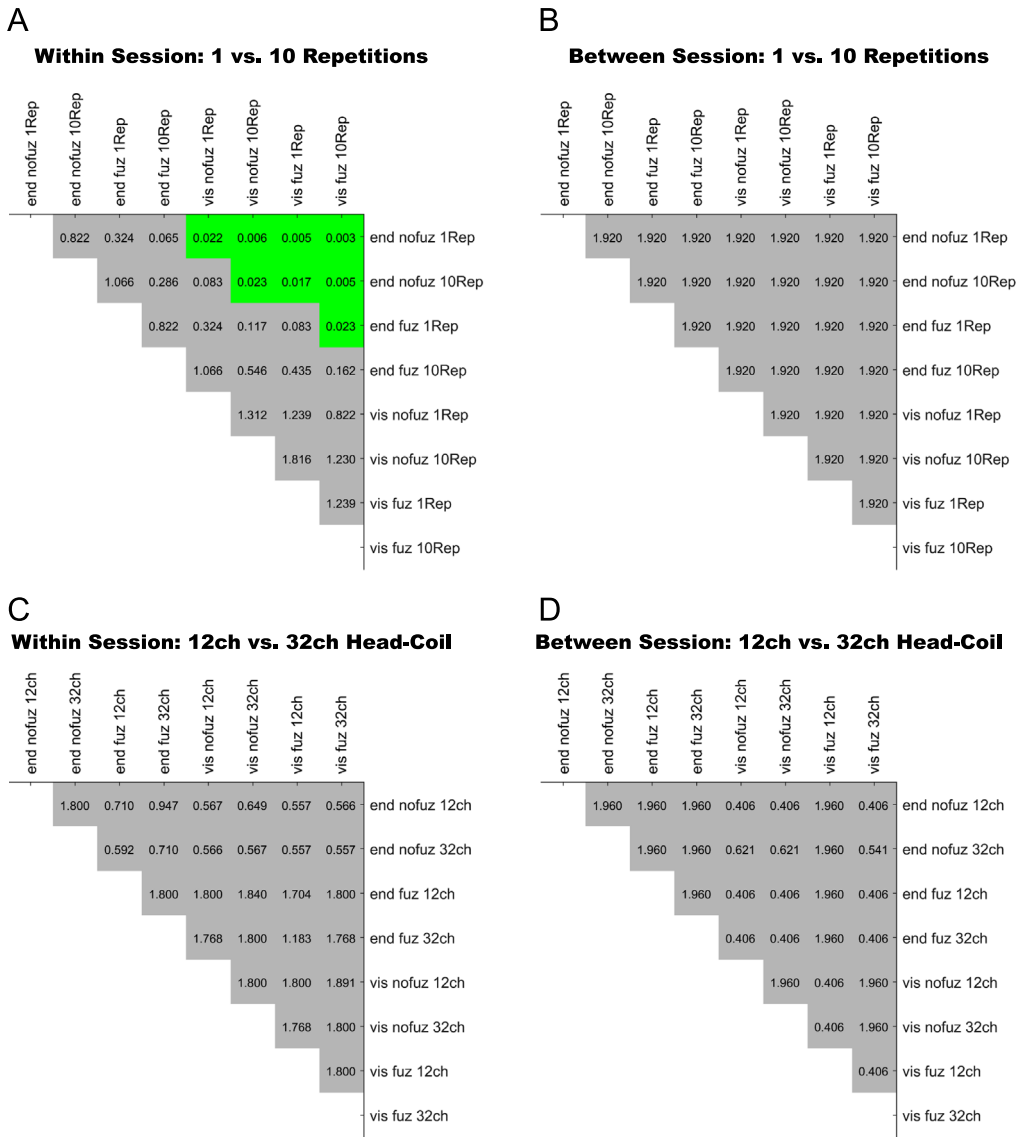 A
Within Session: 1 vs. 10 Repetitions
end nofuz 1Rep
end nofuz 10Rep
end fuz 1Rep
end fuz 10Rep
vis nofuz 1Rep
vis nofuz 10Rep
vis fuz 1Rep
vis fuz 10Rep
0.822 0.324 0.065 0.022 0.006 0.005 0.003 end nofuz 1Rep
1.066 0.286 0.083 0.023 0.017 0.005 end nofuz 10Rep
0.822 0.324 0.117 0.083 0.023 end fuz 1Rep
1.066 0.546 0.435 0.162 end fuz 10Rep
1.312 1.239 0.822 vis nofuz 1Rep
1.816 1.230 vis nofuz 10Rep
1.239 vis fuz 1Rep
vis fuz 10Rep
B
Between Session: 1 vs. 10 Repetitions
end nofuz 1Rep
end nofuz 10Rep
end fuz 1Rep
end fuz 10Rep
vis nofuz 1Rep
vis nofuz 10Rep
vis fuz 1Rep
vis fuz 10Rep
1.920 1.920 1.920 1.920 1.920 1.920 1.920 end nofuz 1Rep
1.920 1.920 1.920 1.920 1.920 1.920 end nofuz 10Rep
1.920 1.920 1.920 1.920 1.920 end fuz 1Rep
1.920 1.920 1.920 1.920 end fuz 10Rep
1.920 1.920 1.920 vis nofuz 1Rep
1.920 1.920 vis nofuz 10Rep
1.920 vis fuz 1Rep
vis fuz 10Rep
C
Within Session: 12ch vs. 32ch Head-Coil
end nofuz 12ch
end nofuz 32ch
end fuz 12ch
end fuz 32ch
vis nofuz 12ch
vis nofuz 32ch
vis fuz 12ch
vis fuz 32ch
1.800 0.710 0.947 0.567 0.649 0.557 0.566 end nofuz 12ch
0.592 0.710 0.566 0.567 0.557 0.557 end nofuz 32ch
1.800 1.800 1.840 1.704 1.800 end fuz 12ch
1.768 1.800 1.183 1.768 end fuz 32ch
1.800 1.800 1.891 vis nofuz 12ch
1.768 1.800 vis nofuz 32ch
1.800 vis fuz 12ch
vis fuz 32ch
D
Between Session: 12ch vs. 32ch Head-Coil
end nofuz 12ch
end nofuz 32ch
end fuz 12ch
end fuz 32ch
vis nofuz 12ch
vis nofuz 32ch
vis fuz 12ch
vis fuz 32ch
1.960 1.960 1.960 0.406 0.406 1.960 0.406 end nofuz 12ch
1.960 1.960 0.621 0.621 1.960 0.541 end nofuz 32ch
1.960 0.406 0.406 1.960 0.406 end fuz 12ch
0.406 0.406 1.960 0.406 end fuz 32ch
1.960 0.406 1.960 vis nofuz 12ch
0.406 1.960 vis nofuz 32ch
0.406 vis fuz 12ch
vis fuz 32ch